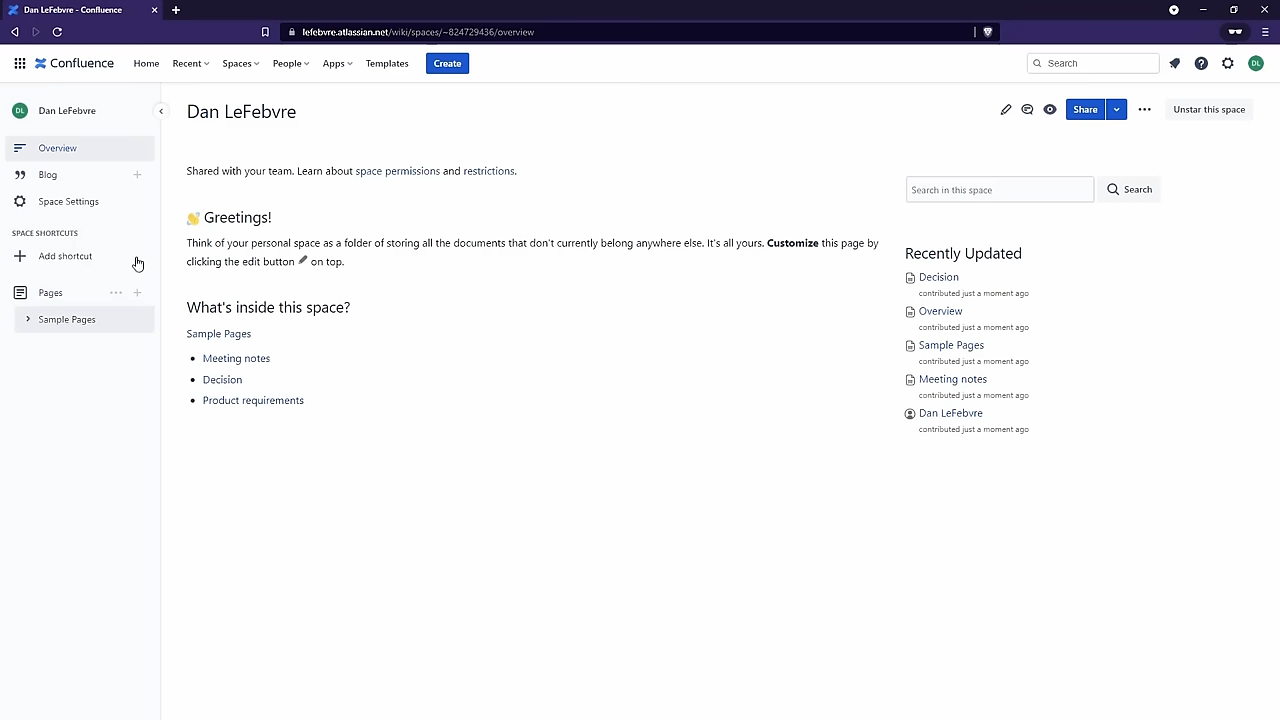 Dan LeFebvre - Confluence
lefebvre.atlassian.net/wiki/spaces/~824729436/overview
Confluence Home Recent Spaces People Apps Templates Create Search DL
DL Dan LeFebvre
Dan LeFebvre
Share
Unstar this space
Overview
Blog
Space Settings
SPACE SHORTCUTS
Add shortcut
Pages
Sample Pages
Shared with your team. Learn about space permissions and restrictions.
👋 Greetings!
Think of your personal space as a folder of storing all the documents that don't currently belong anywhere else. It's all yours. Customize this page by
clicking the edit button on top.
What's inside this space?
Sample Pages
• Meeting notes
• Decision
• Product requirements
Search in this space Search
Recently Updated
Decision
contributed just a moment ago
Overview
contributed just a moment ago
Sample Pages
contributed just a moment ago
Meeting notes
contributed just a moment ago
Dan LeFebvre
contributed just a moment ago